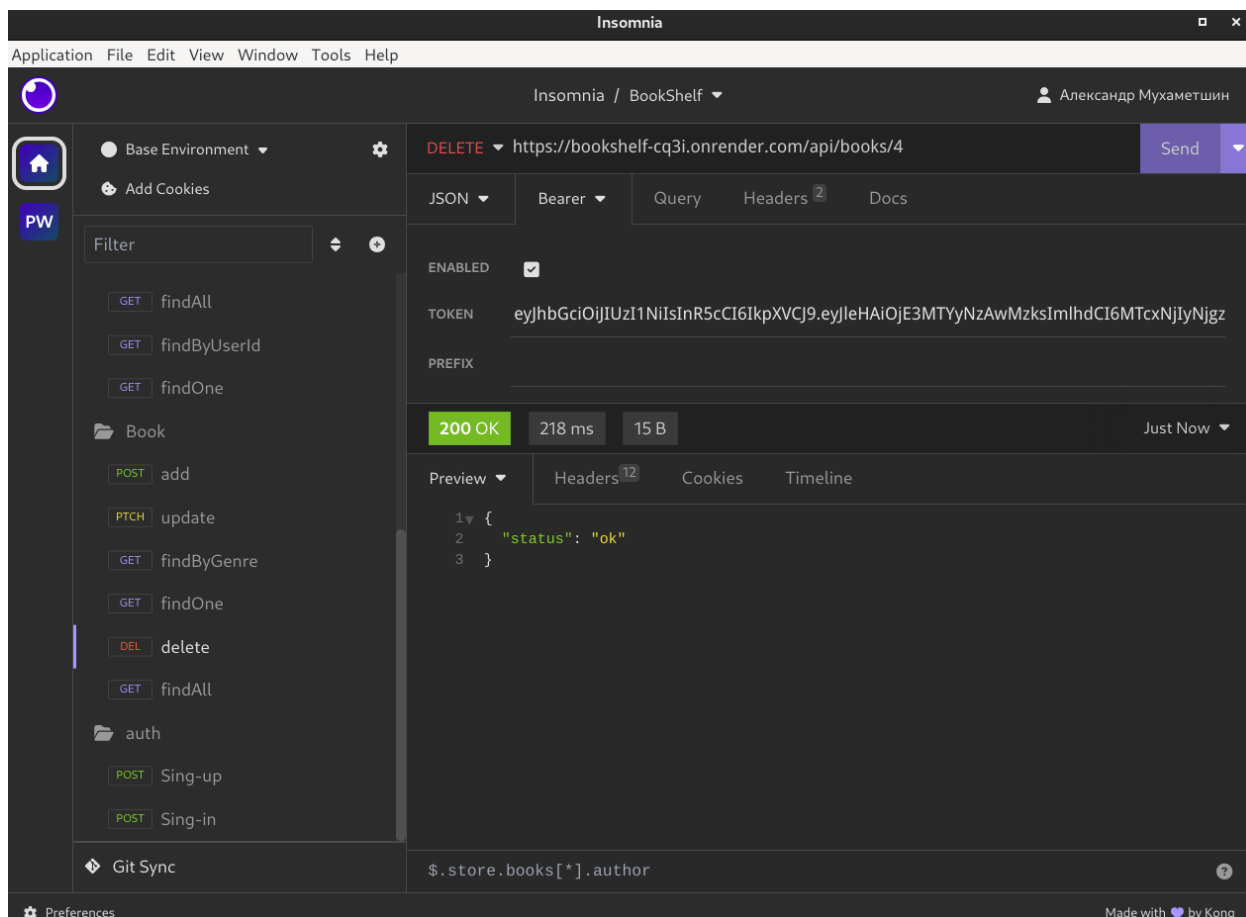 Insomnia
Application File Edit View Window Tools Help
Insomnia / BookShelf
Александр Мухаметшин
PW
Base Environment
Add Cookies
Filter
GET findAll
GET findByUserId
GET findOne
Book
POST add
PTCH update
GET findByGenre
GET findOne
DEL delete
GET findAll
auth
POST Sing-up
POST Sing-in
Git Sync
DELETE https://bookshelf-cq3i.onrender.com/api/books/4 Send
JSON Bearer Query Headers 2 Docs
ENABLED
TOKEN eyJhbGciOiJIUzI1NiIsInR5cCI6IkpXVCJ9.eyJleHAiOjE3MTYyNzAwMzksImlhdCI6MTcxNjIyNjgz
PREFIX
200 OK 218 ms 15 B Just Now
Preview Headers 12 Cookies Timeline
1 {
2 "status": "ok"
3 }
$.store.books[*].author
Preferences
Made with 💜 by Kong